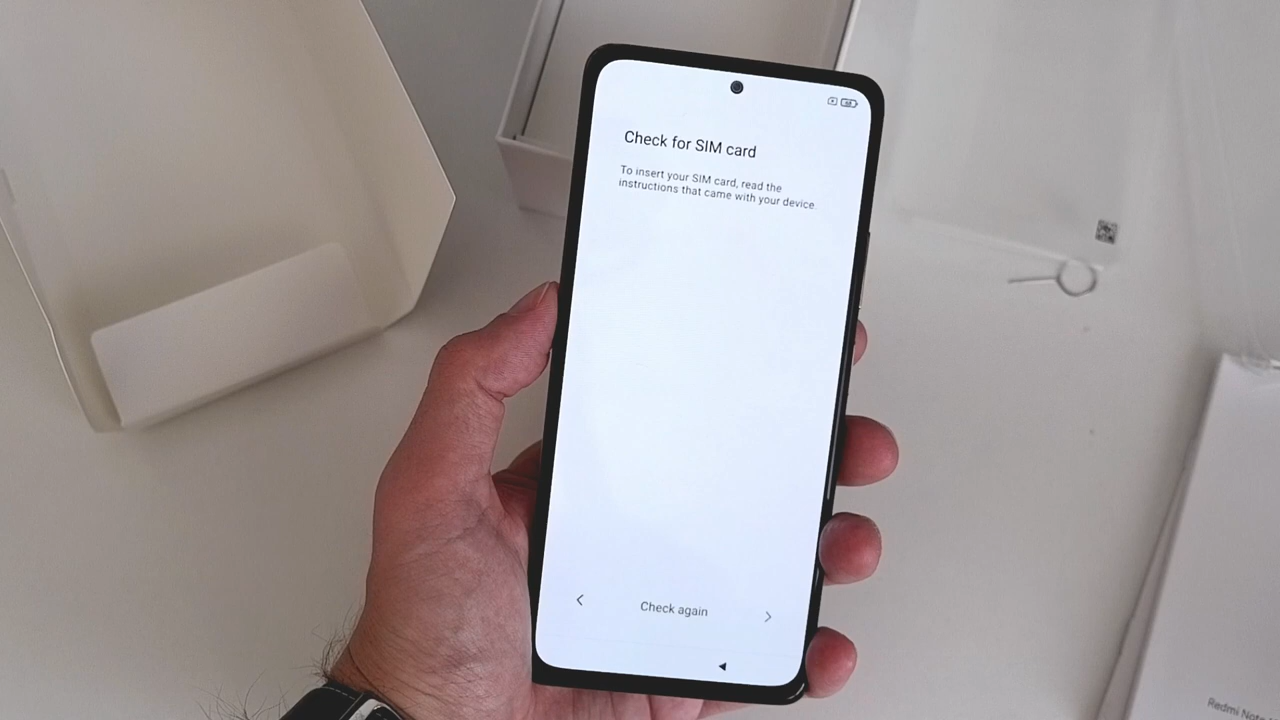 Check for SIM card
To insert your SIM card, read the
instructions that came with your device
Check again
Redmi Note